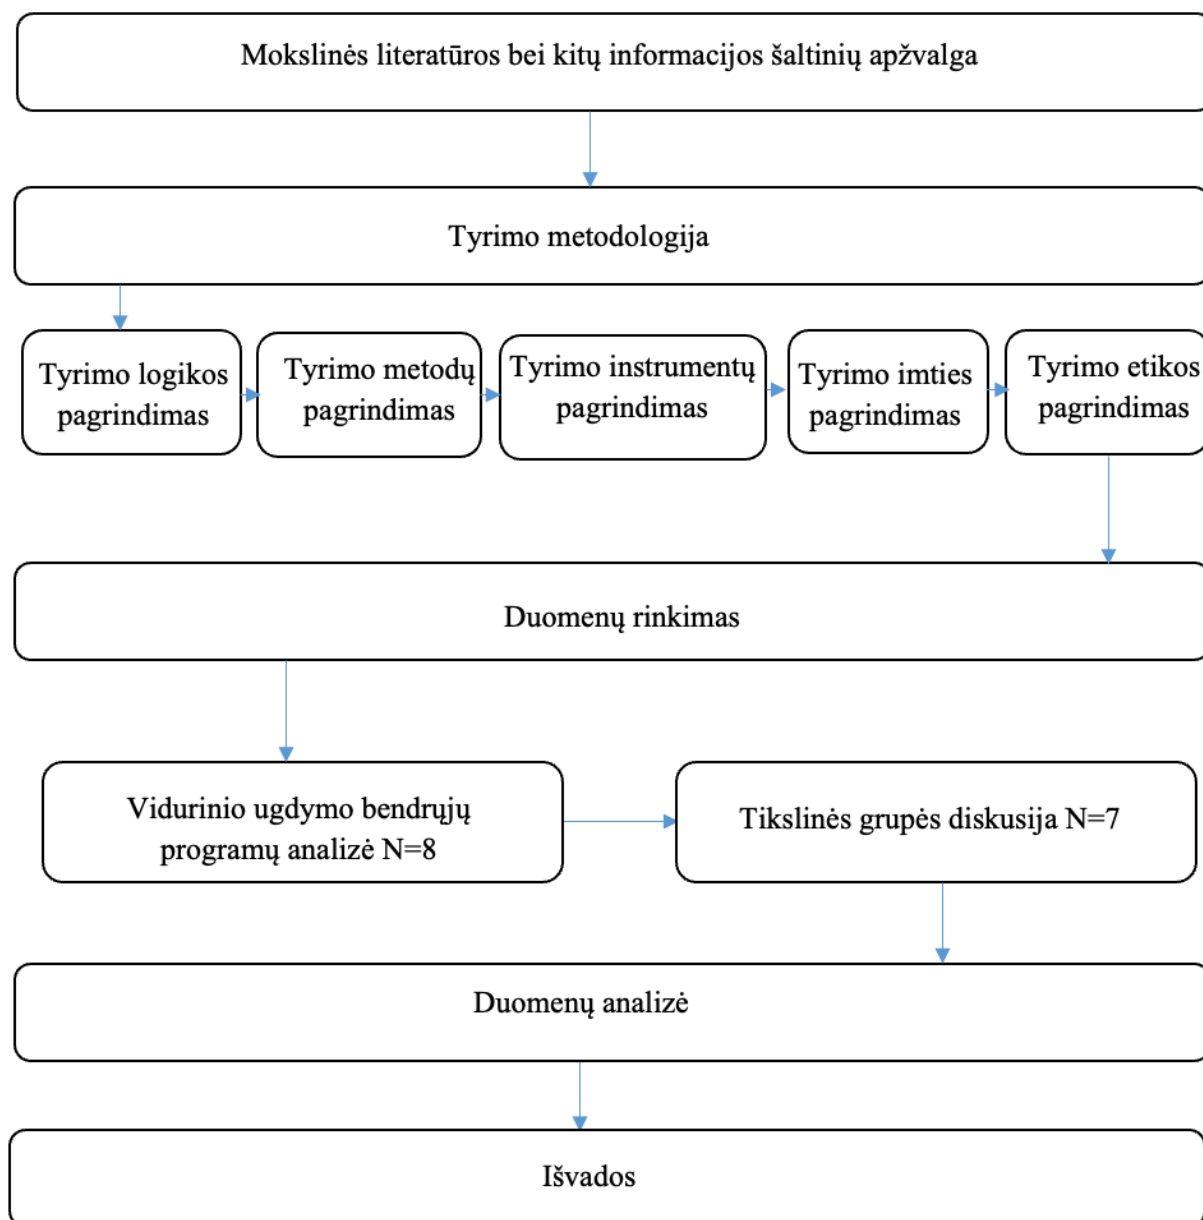 Mokslinės literatūros bei kitų informacijos šaltinių apžvalga
Tyrimo metodologija
Tyrimo logikos
pagrindimas
Tyrimo metodų
pagrindimas
Tyrimo instrumentų
pagrindimas
Tyrimo imties
pagrindimas
Tyrimo etikos
pagrindimas
Duomenų rinkimas
Vidurinio ugdymo bendrųjų
programų analizė N=8
Tikslinės grupės diskusija N=7
Duomenų analizė
Išvados